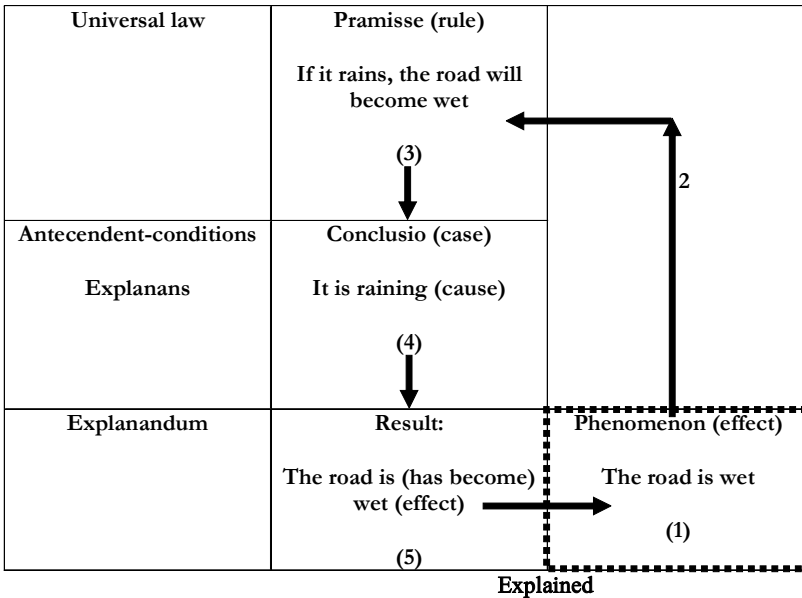 Universal law
Pramisse (rule)
If it rains, the road will
become wet
(3)
2
Antecendent-conditions
Explanans
Conclusio (case)
It is raining (cause)
(4)
Explanandum
Result:
The road is (has become)
wet (effect)
(5)
Phenomenon (effect)
The road is wet
(1)
Explained